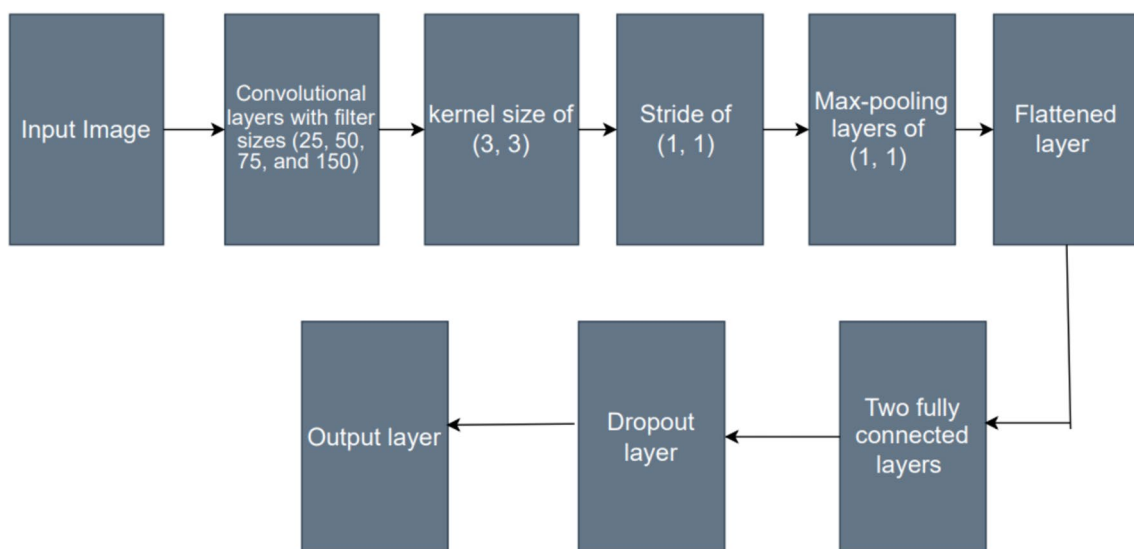 Input Image
Convolutional
layers with filter
sizes (25, 50,
75, and 150)
kernel size of
(3, 3)
Stride of
(1, 1)
Max-pooling
layers of
(1, 1)
Flattened
layer
Two fully
connected
layers
Dropout
layer
Output layer